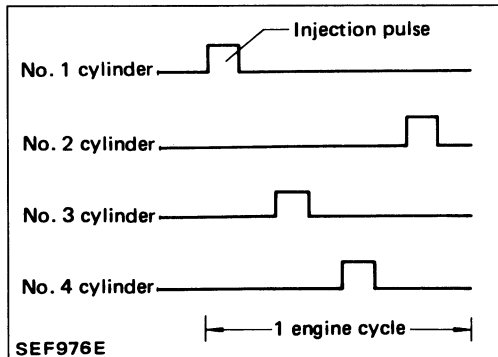 Injection pulse
No. 1 cylinder
No. 2 cylinder
No. 3 cylinder
No. 4 cylinder
1 engine cycle
SEF976E